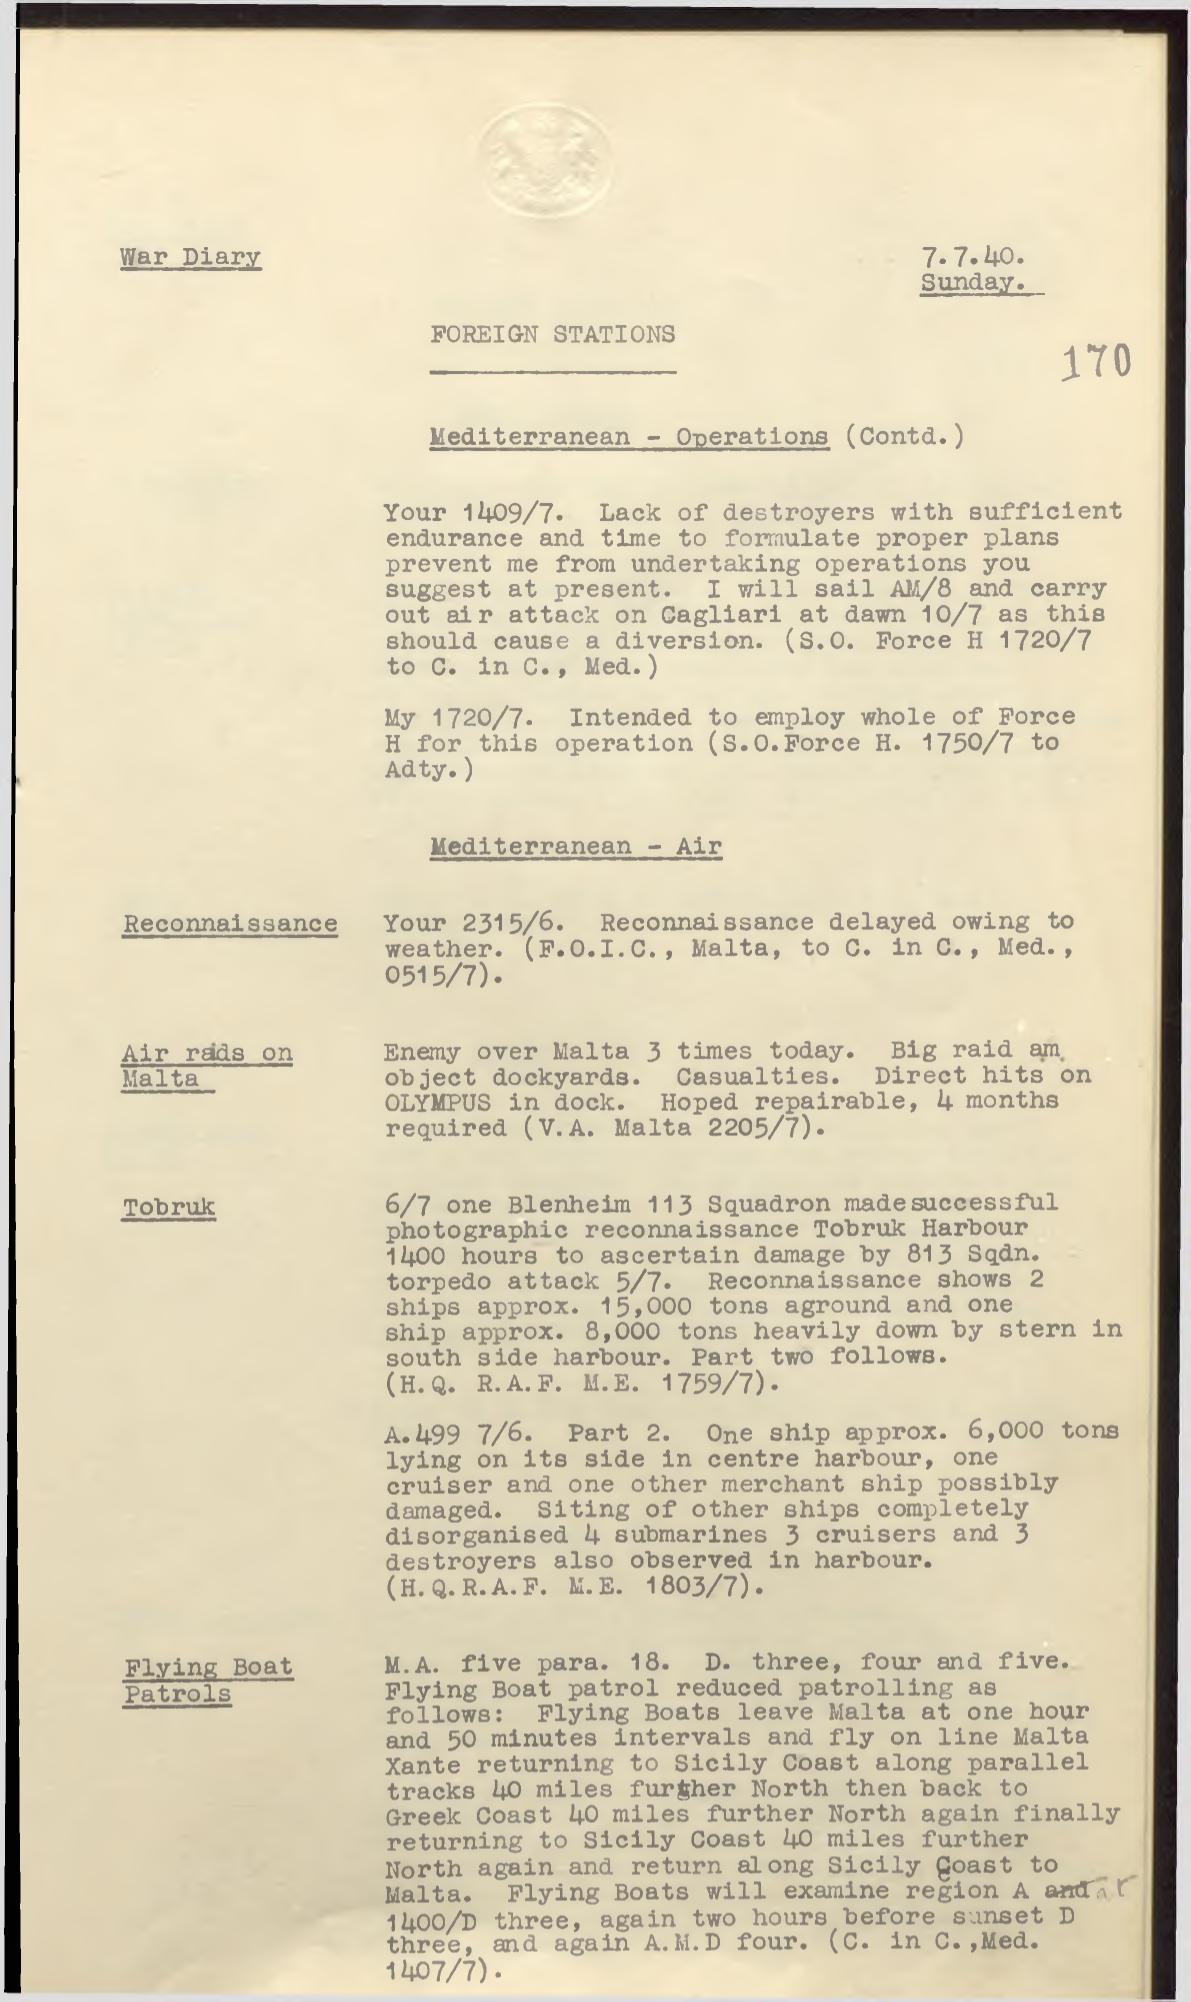 War Diary
7.7.40.
Sunday.
FOREIGN STATIONS
170
Mediterranean - Operations (Contd.)
Your 1409/7. Lack of destroyers with sufficient
endurance and time to formulate proper plans
prevent me from undertaking operations you
suggest at present. I will sail AM/8 and carry
out air attack on Cagliari at dawn 10/7 as this
should cause a diversion. (S.O. Force H 1720/7
to C. in C., Med.)
My 1720/7. Intended to employ whole of Force
H for this operation (S.O.Force H. 1750/7 to
Adty.)
Mediterranean - Air
Reconnaissance
Your 2315/6. Reconnaissance delayed owing to
weather. (F.O.I.C., Malta, to C. in C., Med.,
0515/7).
Air rads on
Malta
Enemy over Malta 3 times today. Big raid am.
object dockyards. Casualties. Direct hits on
OLYMPUS in dock. Hoped repairable, 4 months
required (V.A. Malta 2205/7).
Tobruk
6/7 one Blenheim 113 Squadron made successful
photographic reconnaissance Tobruk Harbour
1400 hours to ascertain damage by 813 Sqdn.
torpedo attack 5/7. Reconnaissance shows 2
ships approx. 15,000 tons aground and one
ship approx. 8,000 tons heavily down by stern in
south side harbour. Part two follows.
(H.Q. R.A.F. M.E. 1759/7).
A.499 7/6. Part 2. One ship approx. 6,000 tons
lying on its side in centre harbour, one
cruiser and one other merchant ship possibly
damaged. Siting of other ships completely
disorganised 4 submarines 3 cruisers and 3
destroyers also observed in harbour.
(H.Q.R.A.F. M.E. 1803/7).
Flying Boat
Patrols
M.A. five para. 18. D. three, four and five.
Flying Boat patrol reduced patrolling as
follows: Flying Boats leave Malta at one hour
and 50 minutes intervals and fly on line Malta
Xante returning to Sicily Coast along parallel
tracks 40 miles further North then back to
Greek Coast 40 miles further North again finally
returning to Sicily Coast 40 miles further
North again and return along Sicily Coast to
Malta. Flying Boats will examine region A and at
1400/D three, again two hours before sunset D
three, and again A.M.D four. (C. in C.,Med.
1407/7).